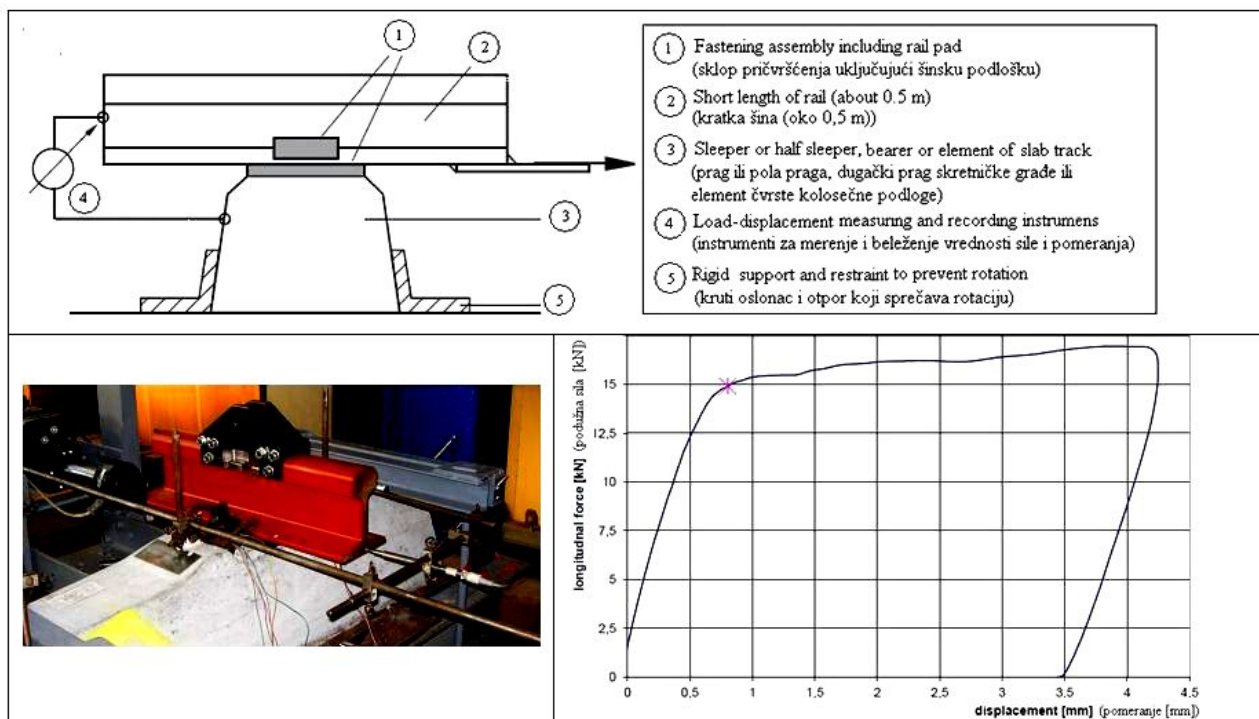 1
2
4
3
5
1 Fastening assembly including rail pad
(sklop pričvršćenja uključujući šinsku podlošku)
2 Short length of rail (about 0.5 m)
(kratka šina (oko 0,5 m))
3 Sleeper or half sleeper, bearer or element of slab track
(prag ili pola praga, dugački prag skretničke građe ili
element čvrste kolosečne podloge)
4 Load-displacement measuring and recording instrumens
(instrumenti za merenje i beleženje vrednosti sile i pomeranja)
5 Rigid support and restraint to prevent rotation
(kruti oslonac i otpor koji sprečava rotaciju)
longitudnal force [kN] (podužna sila [kN])
15
12,5
10
7,5
5
2,5
0
0 0,5 1 1,5 2 2,5 3 3,5 4 4,5
displacement [mm] (pomeranje [mm])